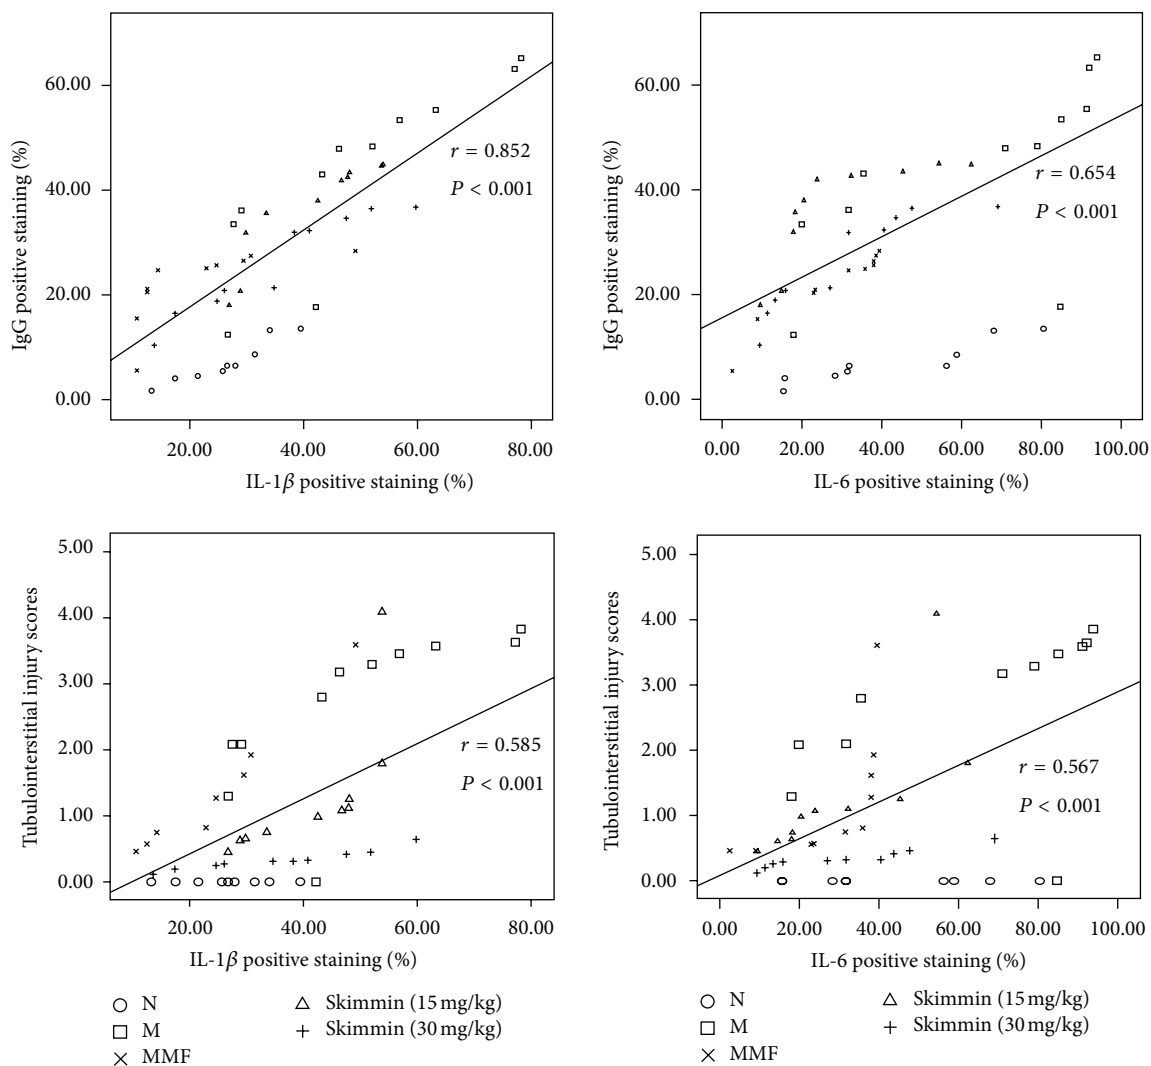 60.00
40.00
20.00
0.00
IgG positive staining (%)
r = 0.852
P < 0.001
20.00 40.00 60.00 80.00
IL-1β positive staining (%)
60.00
40.00
20.00
0.00
IgG positive staining (%)
r = 0.654
P < 0.001
0.00 20.00 40.00 60.00 80.00 100.00
IL-6 positive staining (%)
5.00
4.00
3.00
2.00
1.00
0.00
Tubulointerstitial injury scores
r = 0.585
P < 0.001
20.00 40.00 60.00 80.00
IL-1β positive staining (%)
N
M
MMF
Skimmin (15 mg/kg)
Skimmin (30 mg/kg)
5.00
4.00
3.00
2.00
1.00
0.00
Tubulointerstitial injury scores
r = 0.567
P < 0.001
0.00 20.00 40.00 60.00 80.00 100.00
IL-6 positive staining (%)
N
M
MMF
Skimmin (15 mg/kg)
Skimmin (30 mg/kg)